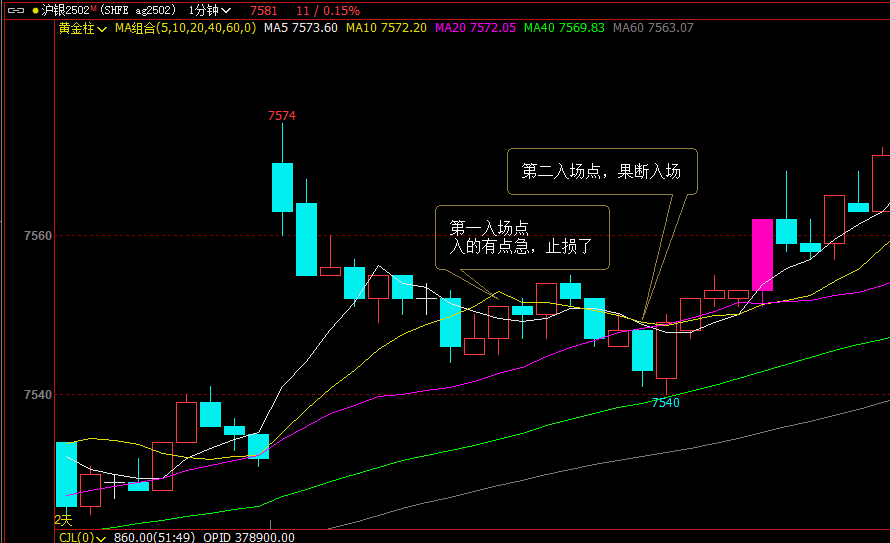 沪银2502M (SHFE ag2502) 1分钟 7581 11 / 0.15%
黄金柱 MA组合(5,10,20,40,60,0) MA5 7573.60 MA10 7572.20 MA20 7572.05 MA40 7569.83 MA60 7563.07
7574
第二入场点，果断入场
第一入场点
入的有点急，止损了
7560
7540
7540
2天
CJL(0) 860.00(51:49) OPID 378900.00